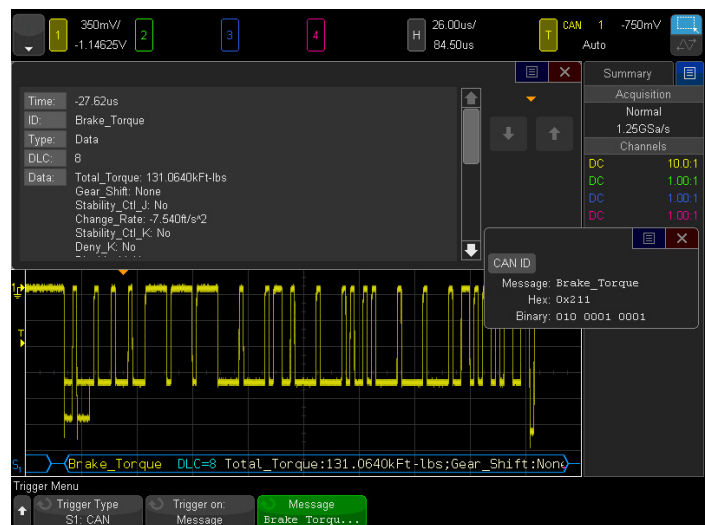 1 350mV/ -1.14625V
2
3
4
H 26.00us/ 84.50us
T CAN 1 -750mV
Auto
Summary
Acquisition
Normal
1.25GSa/s
Channels
DC 10.0:1
DC 1.00:1
DC 1.00:1
DC 1.00:1
Time: -27.62us
ID: Brake_Torque
Type: Data
DLC: 8
Data: Total_Torque: 131.0640kFt-lbs
Gear_Shift: None
Stability_Ctl_J: No
Change_Rate: -7.540ft/s^2
Stability_Ctl_K: No
Deny_K: No
CAN ID
Message: Brake_Torque
Hex: 0x211
Binary: 010 0001 0001
1
T
S1 Brake_Torque DLC=8 Total_Torque:131.0640kFt-lbs;Gear_Shift:None
Trigger Menu
Trigger Type
S1: CAN
Trigger on:
Message
Message
Brake Torqu...